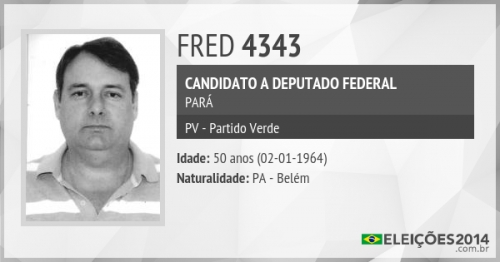 FRED 4343
CANDIDATO A DEPUTADO FEDERAL
PARÁ
PV - Partido Verde
Idade: 50 anos (02-01-1964)
Naturalidade: PA - Belém
ELEIÇÕES2014
.com.br